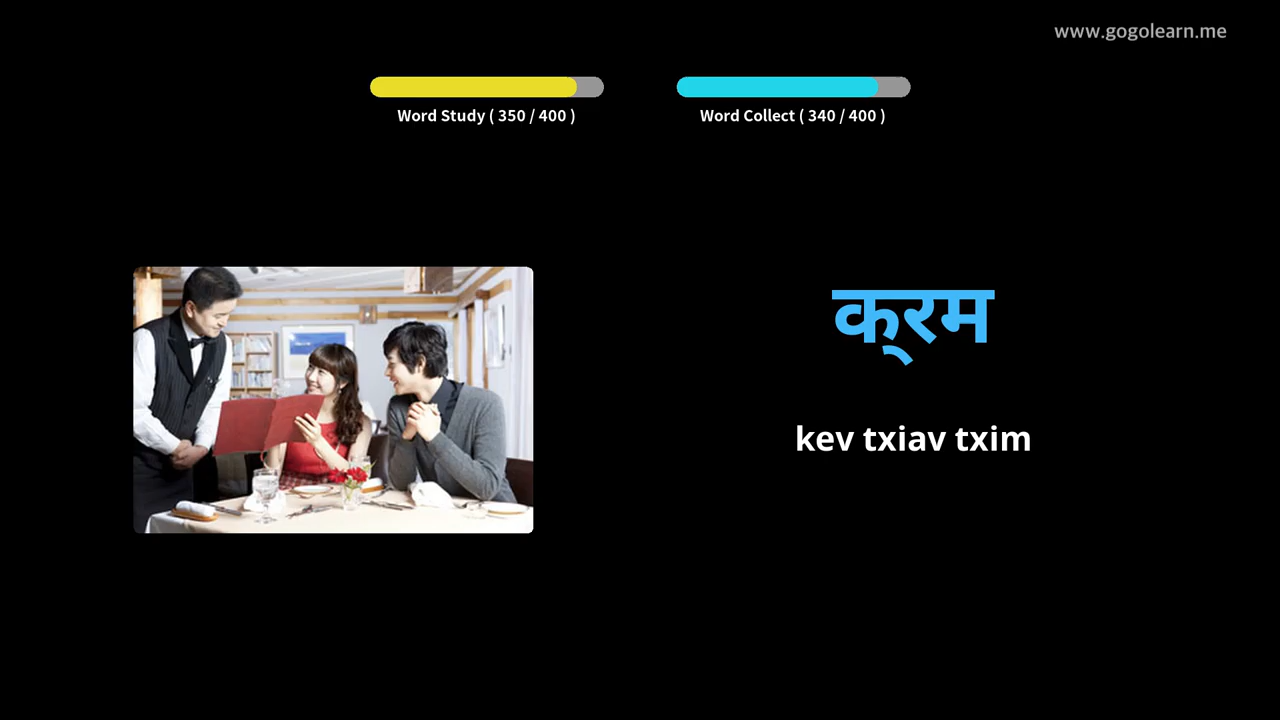 www.gogolearn.me
Word Study ( 350 / 400 )
Word Collect ( 340 / 400 )
क्‌रम
kev txiav txim